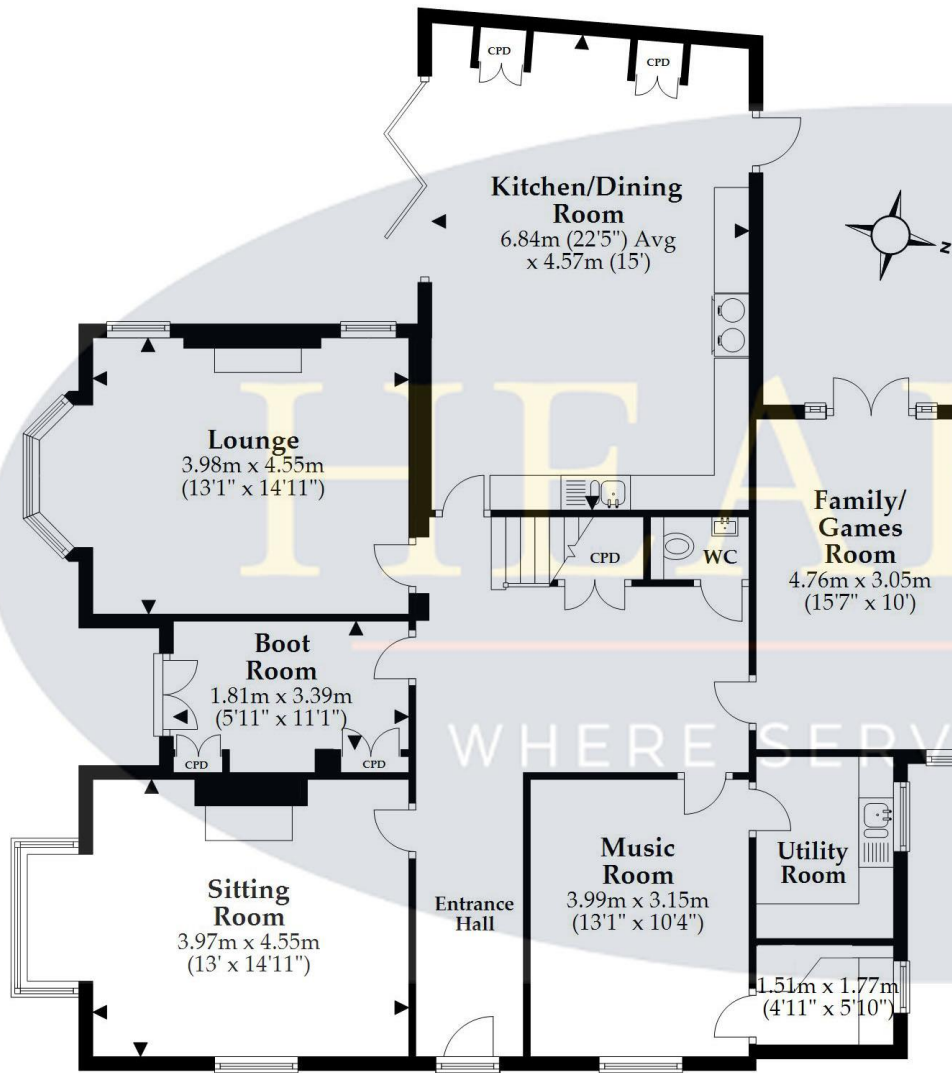 CPD
CPD
Kitchen/Dining
Room
6.84m (22'5") Avg
x 4.57m (15')
N
Lounge
3.98m x 4.55m
(13'1" x 14'11")
Family/
Games
Room
4.76m x 3.05m
(15'7" x 10')
CPD
WC
Boot
Room
1.81m x 3.39m
(5'11" x 11'1")
CPD
CPD
Sitting
Room
3.97m x 4.55m
(13' x 14'11")
Entrance
Hall
Music
Room
3.99m x 3.15m
(13'1" x 10'4")
Utility
Room
1.51m x 1.77m
(4'11" x 5'10")
HEA
WHERE SERV